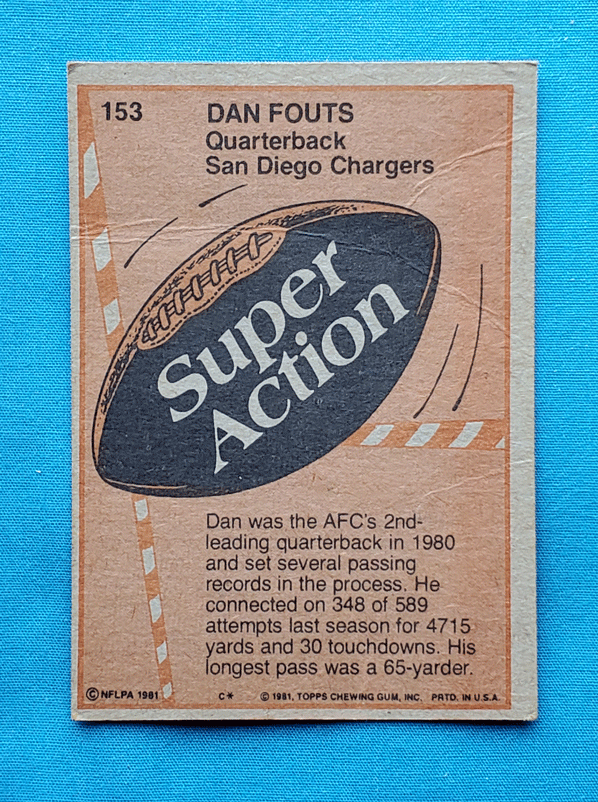 153
DAN FOUTS
Quarterback
San Diego Chargers
Super
Action
Dan was the AFC's 2nd-
leading quarterback in 1980
and set several passing
records in the process. He
connected on 348 of 589
attempts last season for 4715
yards and 30 touchdowns. His
longest pass was a 65-yarder.
© NFLPA 1981 C* © 1981, TOPPS CHEWING GUM, INC. PRTD. IN U.S.A.